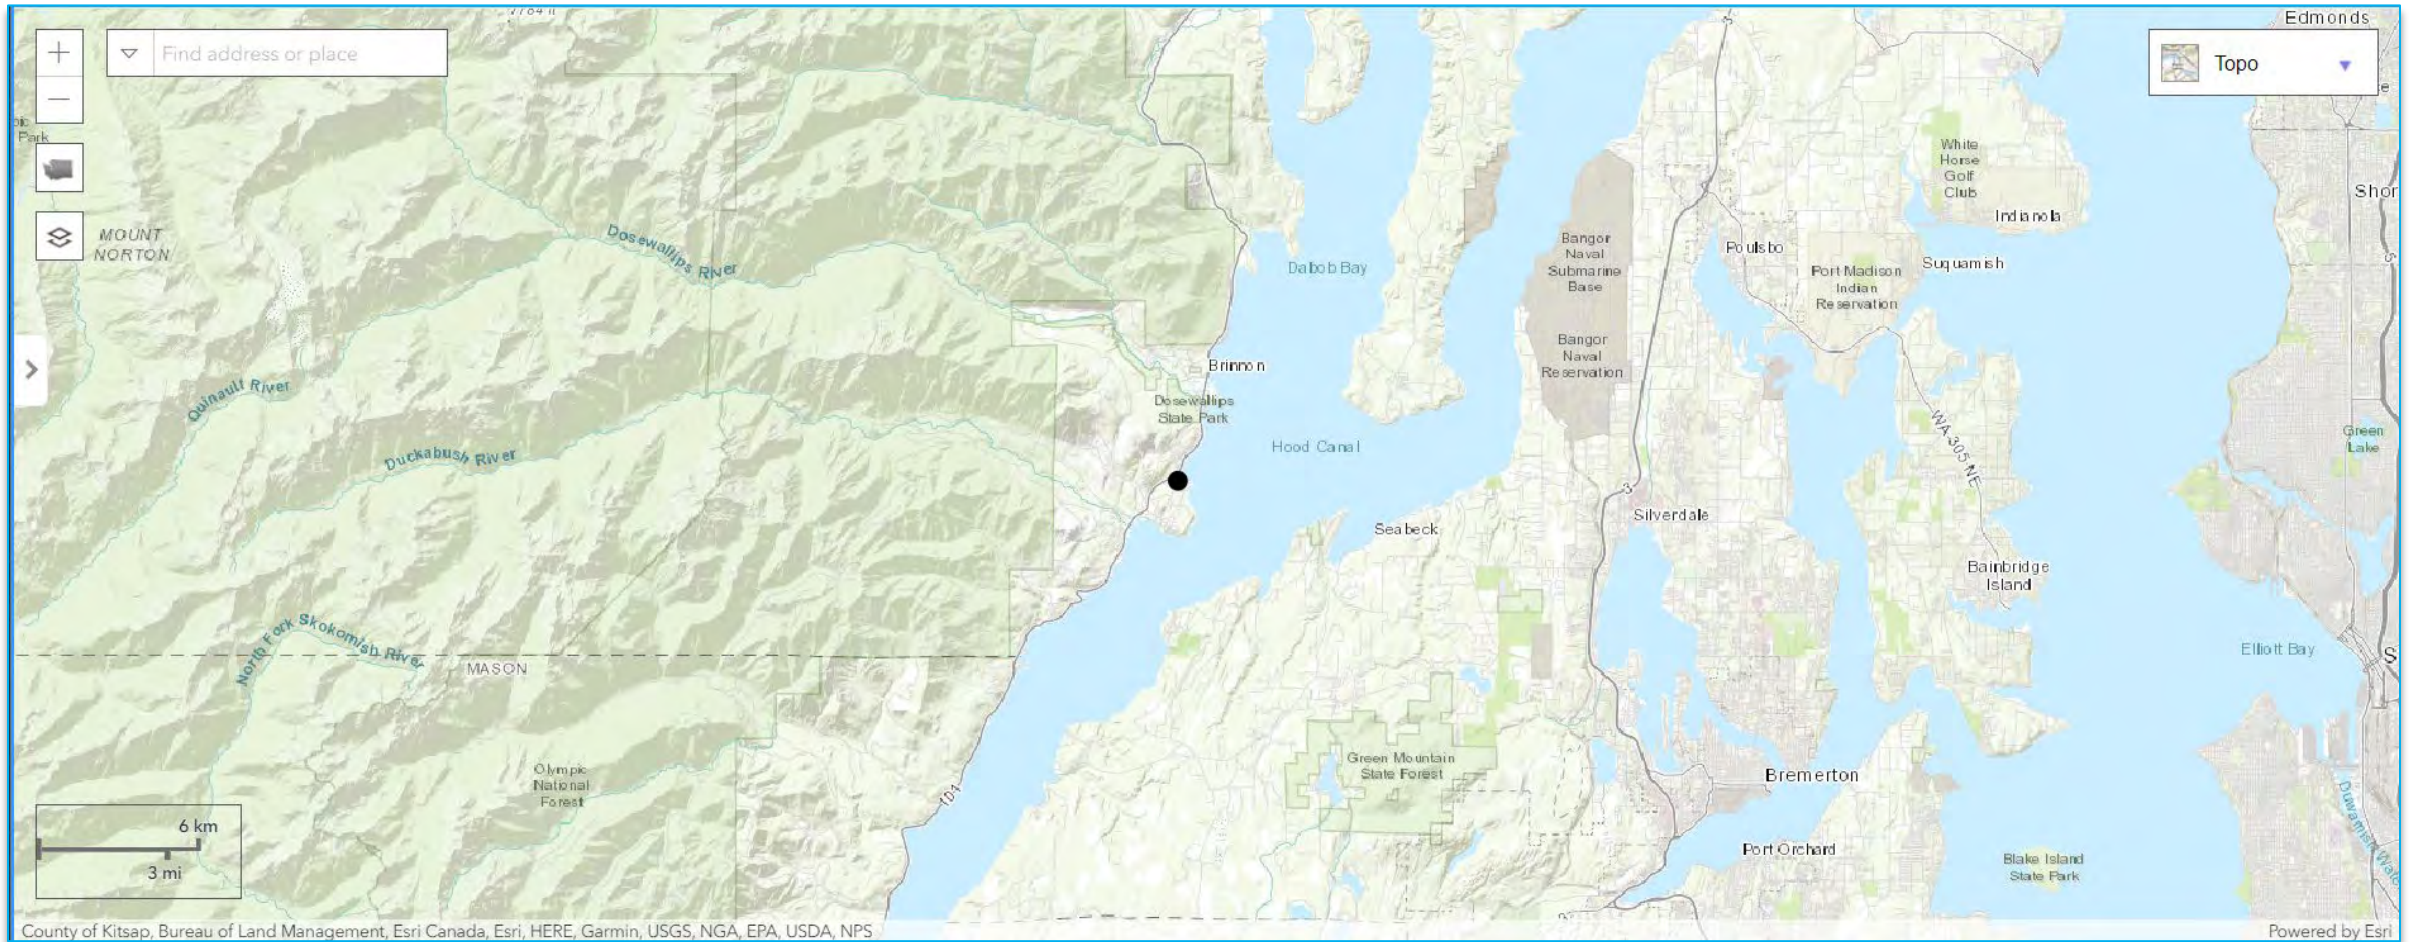 7784 ft
Edmonds
Find address or place
Topo
Park
White
Horse
Golf
Club
Shor
Indianola
MOUNT
NORTON
Dosewallips River
Bangor
Naval
Submarine
Base
Poulsbo
Suquamish
Dabob Bay
Port Madison
Indian
Reservation
5
Bangor
Naval
Reservation
Brinnon
Quinault River
Dosewallips
State Park
WA 305 NE
Green
Lake
Hood Canal
Duckabush River
3
Silverdale
Seabeck
Bainbridge
Island
North Fork Skokomish River
Elliott Bay
S
MASON
Green Mountain
State Forest
Olympic
National
Forest
Bremerton
101
6 km
3 mi
Port Orchard
Blake Island
State Park
County of Kitsap, Bureau of Land Management, Esri Canada, Esri, HERE, Garmin, USGS, NGA, EPA, USDA, NPS
Powered by Esri